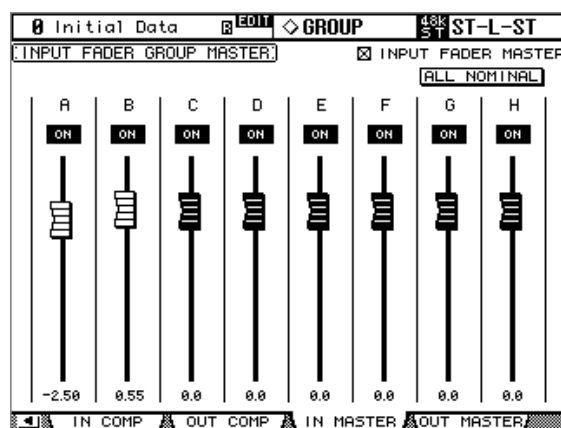 0 Initial Data R EDIT ◇ GROUP 48k ST ST-L-ST
INPUT FADER GROUP MASTER
INPUT FADER MASTER
ALL NOMINAL
A B C D E F G H
ON ON ON ON ON ON ON ON
-2.50 0.55 0.0 0.0 0.0 0.0 0.0 0.0
IN COMP OUT COMP IN MASTER OUT MASTER